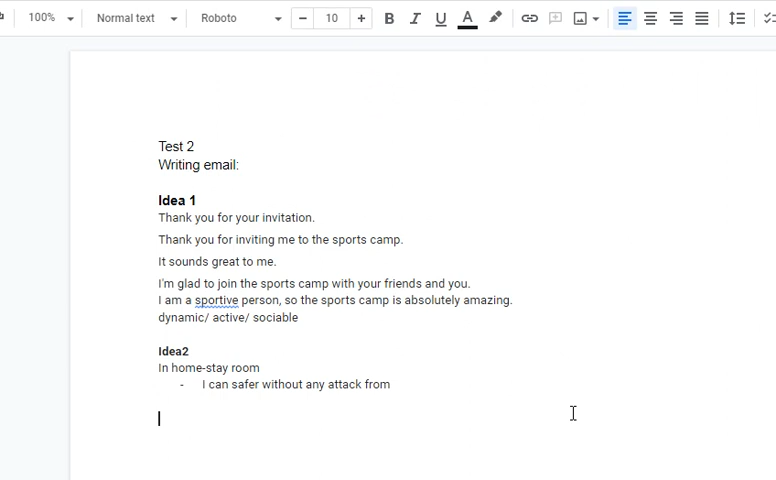 100% Normal text Roboto 10 B I U A
Test 2
Writing email:
Idea 1
Thank you for your invitation.
Thank you for inviting me to the sports camp.
It sounds great to me.
I'm glad to join the sports camp with your friends and you.
I am a sportive person, so the sports camp is absolutely amazing.
dynamic/ active/ sociable
Idea2
In home-stay room
- I can safer without any attack from